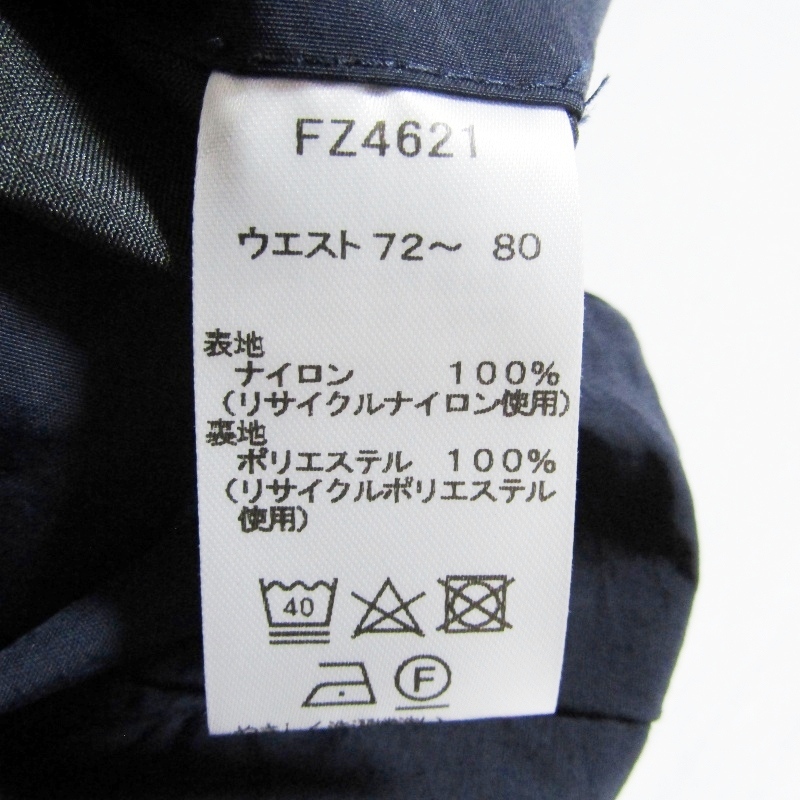 FZ4621
ウエスト 72～ 80
表地
ナイロン 100%
(リサイクルナイロン使用)
裏地
ポリエステル 100%
(リサイクルポリエステル
使用)
40
F